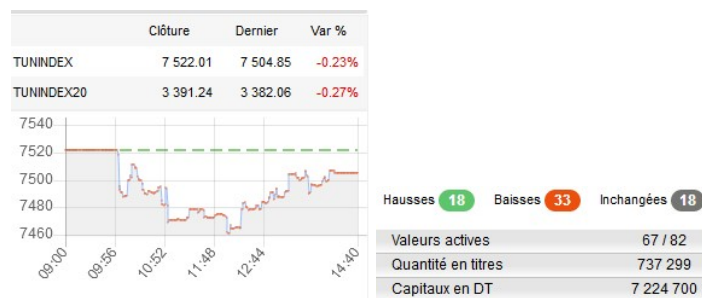 Clôture Dernier Var %
TUNINDEX 7 522.01 7 504.85 -0.23%
TUNINDEX20 3 391.24 3 382.06 -0.27%
7540
7520
7500
7480
7460
09:00 09:56 10:52 11:48 12:44 14:40
Hausses 18 Baisses 33 Inchangées 18
Valeurs actives 67 / 82
Quantité en titres 737 299
Capitaux en DT 7 224 700